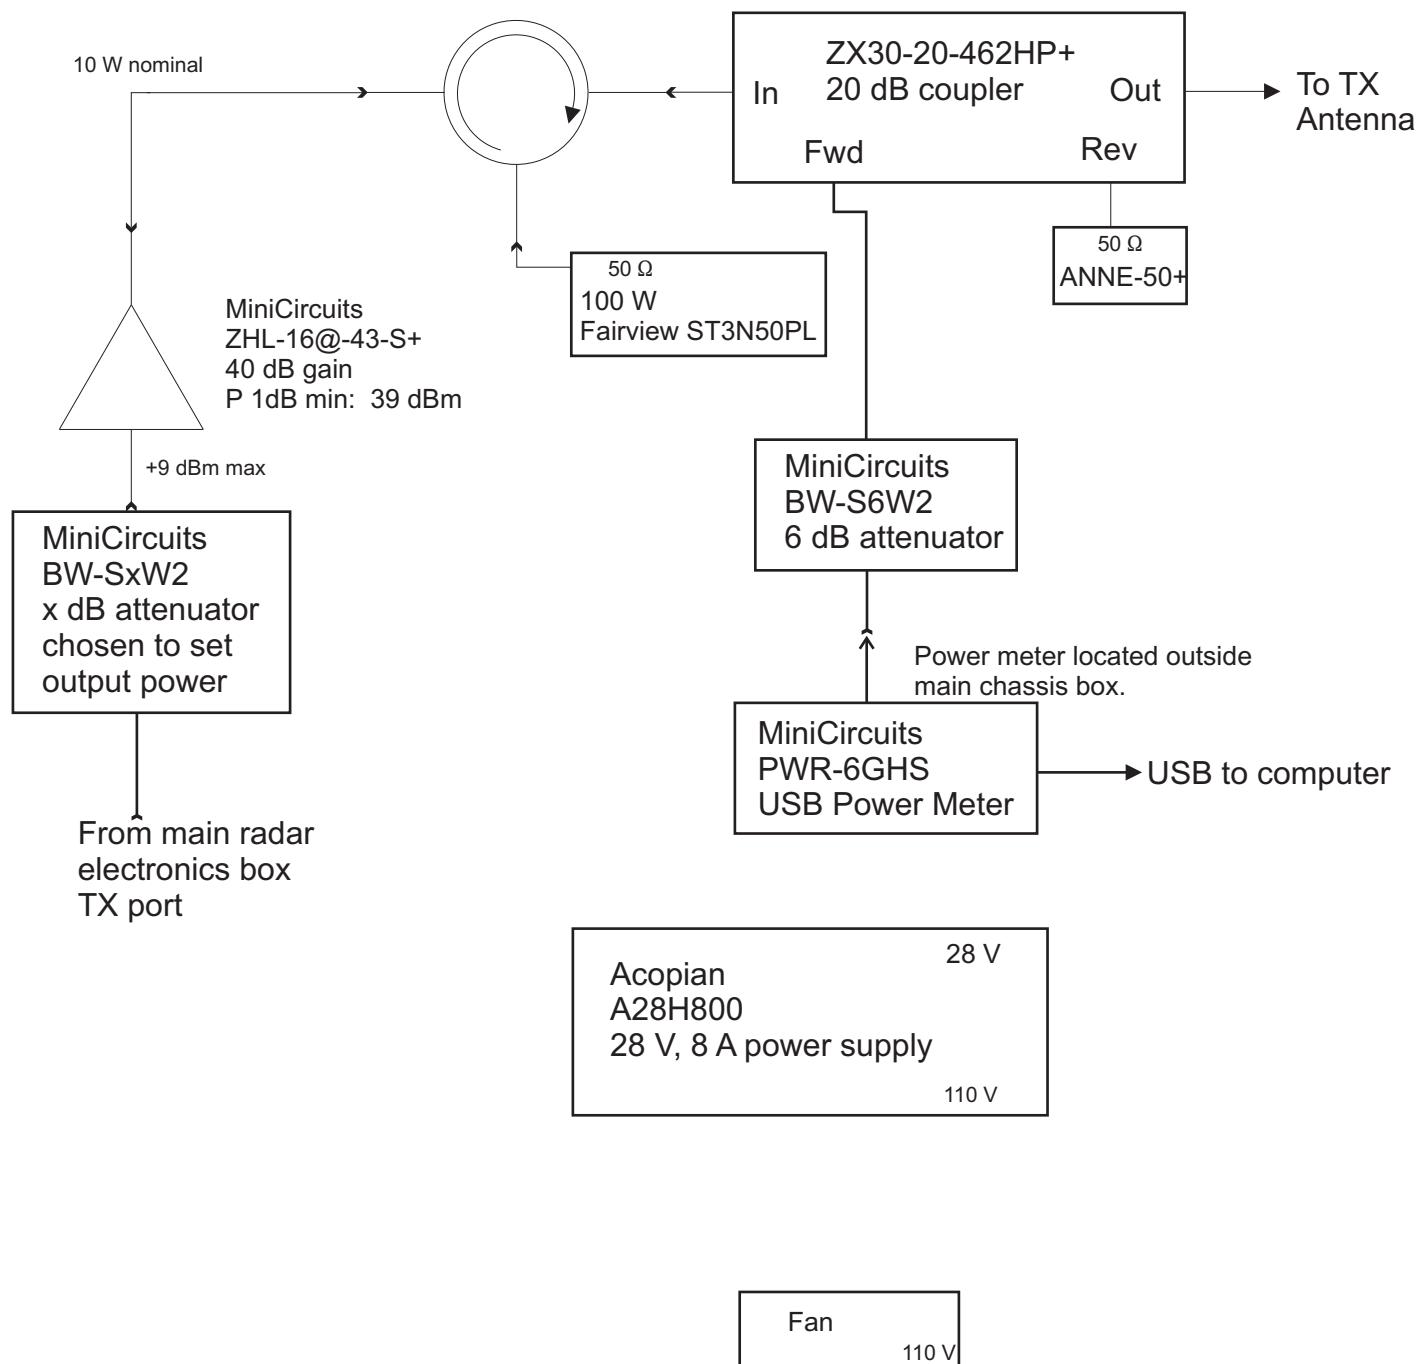 10 W nominal
ZX30-20-462HP+
20 dB coupler
In
Out
Fwd
Rev
To TX
Antenna
50 Ω
ANNE-50+
50 Ω
100 W
Fairview ST3N50PL
MiniCircuits
ZHL-16@-43-S+
40 dB gain
P 1dB min: 39 dBm
+9 dBm max
MiniCircuits
BW-SxW2
x dB attenuator
chosen to set
output power
From main radar
electronics box
TX port
MiniCircuits
BW-S6W2
6 dB attenuator
Power meter located outside
main chassis box.
MiniCircuits
PWR-6GHS
USB Power Meter
USB to computer
28 V
Acopian
A28H800
28 V, 8 A power supply
110 V
Fan
110 V